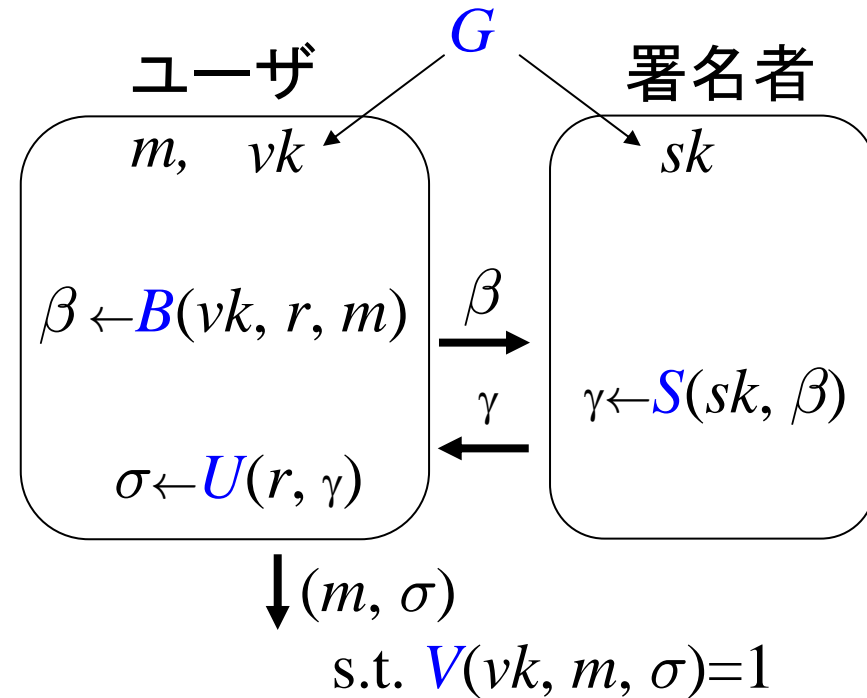 G
ユーザ
署名者
m, vk
sk
β←B(vk, r, m)
β
γ
γ←S(sk, β)
σ←U(r, γ)
(m, σ)
s.t. V(vk, m, σ)=1